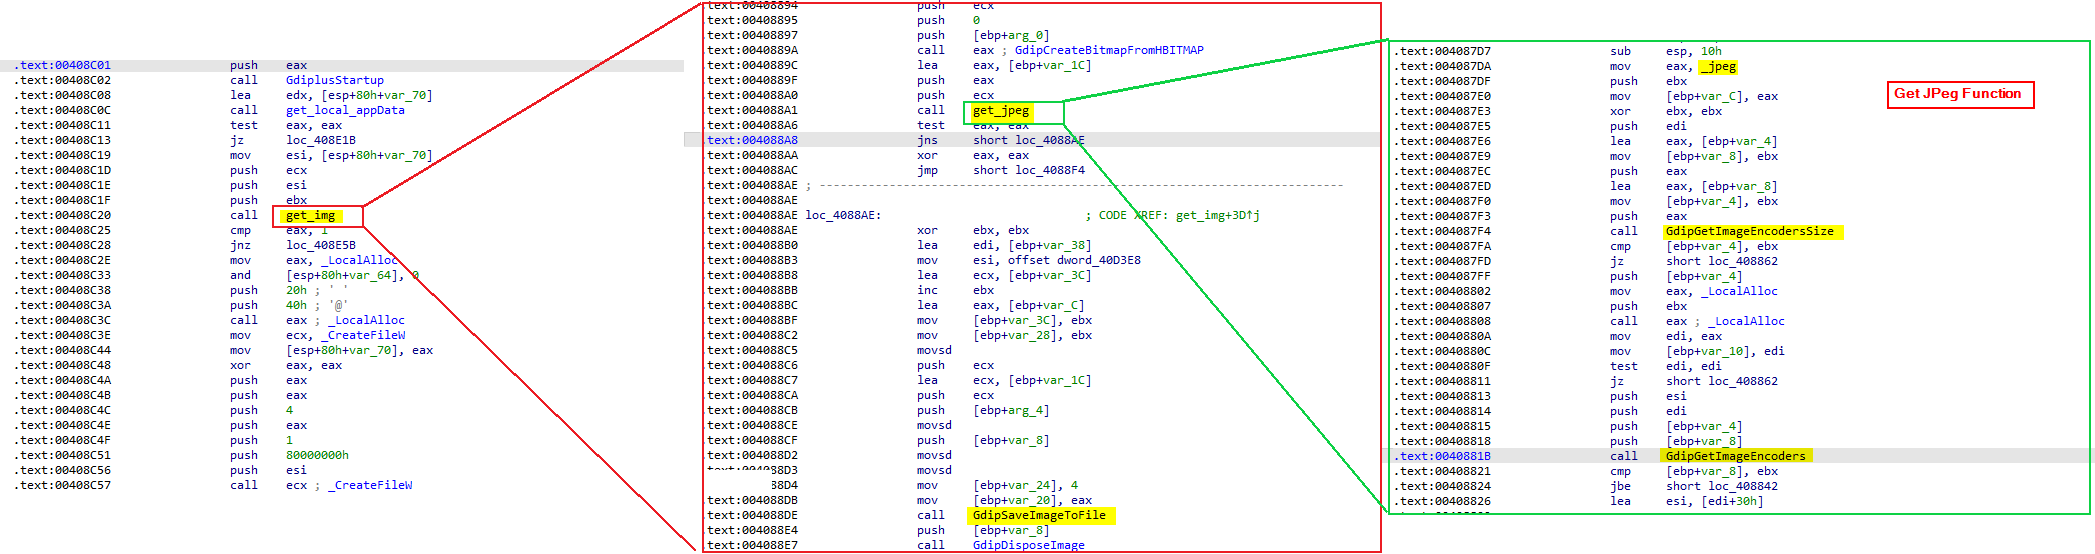 .text:00408C01 push eax
.text:00408C02 call GdiplusStartup
.text:00408C08 lea edx, [esp+80h+var_70]
.text:00408C0C call get_local_appData
.text:00408C11 test eax, eax
.text:00408C13 jz loc_408E1B
.text:00408C19 mov esi, [esp+80h+var_70]
.text:00408C1D push ecx
.text:00408C1E push esi
.text:00408C1F push ebx
.text:00408C20 call get_img
.text:00408C25 cmp eax, 1
.text:00408C28 jnz loc_408E5B
.text:00408C2E mov eax, _LocalAlloc
.text:00408C33 and [esp+80h+var_64], 0
.text:00408C38 push 20h ; ' '
.text:00408C3A push 40h ; '@'
.text:00408C3C call eax ; _LocalAlloc
.text:00408C3E mov ecx, _CreateFileW
.text:00408C44 mov [esp+80h+var_70], eax
.text:00408C48 xor eax, eax
.text:00408C4A push eax
.text:00408C4B push eax
.text:00408C4C push 4
.text:00408C4E push eax
.text:00408C4F push 1
.text:00408C51 push 80000000h
.text:00408C56 push esi
.text:00408C57 call ecx ; _CreateFileW
.text:00408894 push ecx
.text:00408895 push 0
.text:00408897 push [ebp+arg_0]
.text:0040889A call eax ; GdipCreateBitmapFromHBITMAP
.text:0040889C lea eax, [ebp+var_1C]
.text:0040889F push eax
.text:004088A0 push ecx
.text:004088A1 call get_jpeg
.text:004088A6 test eax, eax
.text:004088A8 jns short loc_4088AE
.text:004088AA xor eax, eax
.text:004088AC jmp short loc_4088F4
.text:004088AE ; ---------------------------------------------------------------------------
.text:004088AE
.text:004088AE loc_4088AE: ; CODE XREF: get_img+3D↑j
.text:004088AE xor ebx, ebx
.text:004088B0 lea edi, [ebp+var_38]
.text:004088B3 mov esi, offset dword_40D3E8
.text:004088B8 lea ecx, [ebp+var_3C]
.text:004088BB inc ebx
.text:004088BC lea eax, [ebp+var_C]
.text:004088BF mov [ebp+var_3C], ebx
.text:004088C2 mov [ebp+var_28], ebx
.text:004088C5 movsd
.text:004088C6 push ecx
.text:004088C7 lea ecx, [ebp+var_1C]
.text:004088CA push ecx
.text:004088CB push [ebp+arg_4]
.text:004088CE movsd
.text:004088CF push [ebp+var_8]
.text:004088D2 movsd
.text:004088D3 movsd
88D4 mov [ebp+var_24], 4
.text:004088DB mov [ebp+var_20], eax
.text:004088DE call GdipSaveImageToFile
.text:004088E4 push [ebp+var_8]
.text:004088E7 call GdipDisposeImage
Get JPeg Function
.text:004087D7 sub esp, 10h
.text:004087DA mov eax, _jpeg
.text:004087DF push ebx
.text:004087E0 mov [ebp+var_C], eax
.text:004087E3 xor ebx, ebx
.text:004087E5 push edi
.text:004087E6 lea eax, [ebp+var_4]
.text:004087E9 mov [ebp+var_8], ebx
.text:004087EC push eax
.text:004087ED lea eax, [ebp+var_8]
.text:004087F0 mov [ebp+var_4], ebx
.text:004087F3 push eax
.text:004087F4 call GdipGetImageEncodersSize
.text:004087FA cmp [ebp+var_4], ebx
.text:004087FD jz short loc_408862
.text:004087FF push [ebp+var_4]
.text:00408802 mov eax, _LocalAlloc
.text:00408807 push ebx
.text:00408808 call eax ; _LocalAlloc
.text:0040880A mov edi, eax
.text:0040880C mov [ebp+var_10], edi
.text:0040880F test edi, edi
.text:00408811 jz short loc_408862
.text:00408813 push esi
.text:00408814 push edi
.text:00408815 push [ebp+var_4]
.text:00408818 push [ebp+var_8]
.text:0040881B call GdipGetImageEncoders
.text:00408821 cmp [ebp+var_8], ebx
.text:00408824 jbe short loc_408842
.text:00408826 lea esi, [edi+30h]